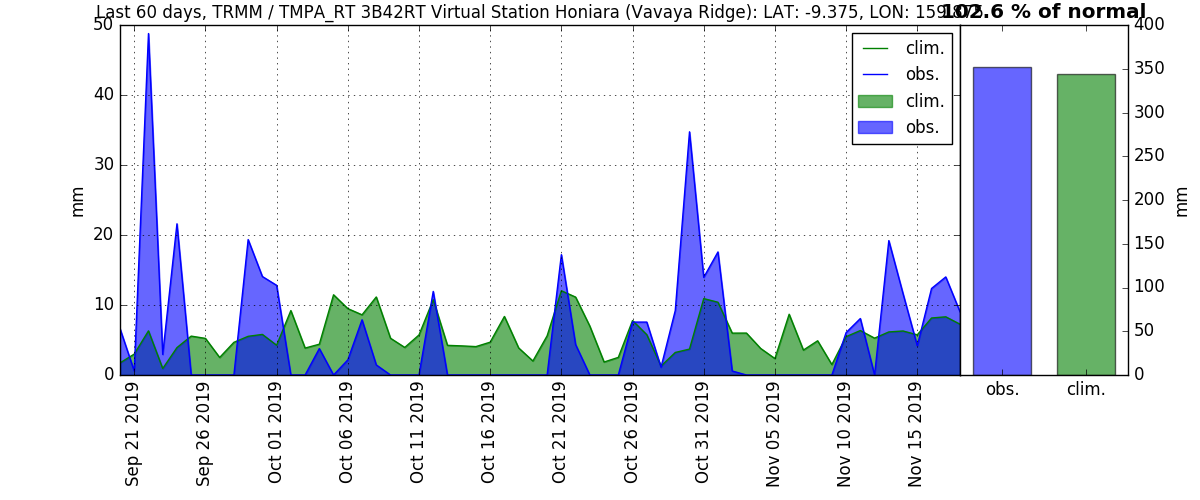 Last 60 days, TRMM / TMPA_RT 3B42RT Virtual Station Honiara (Vavaya Ridge): LAT: -9.375, LON:
102.6 % of normal
50
40
30
20
10
0
mm
clim.
obs.
clim.
obs.
400
350
300
250
200
150
100
50
0
mm
obs.
clim.
Sep 21 2019
Sep 26 2019
Oct 01 2019
Oct 06 2019
Oct 11 2019
Oct 16 2019
Oct 21 2019
Oct 26 2019
Oct 31 2019
Nov 05 2019
Nov 10 2019
Nov 15 2019